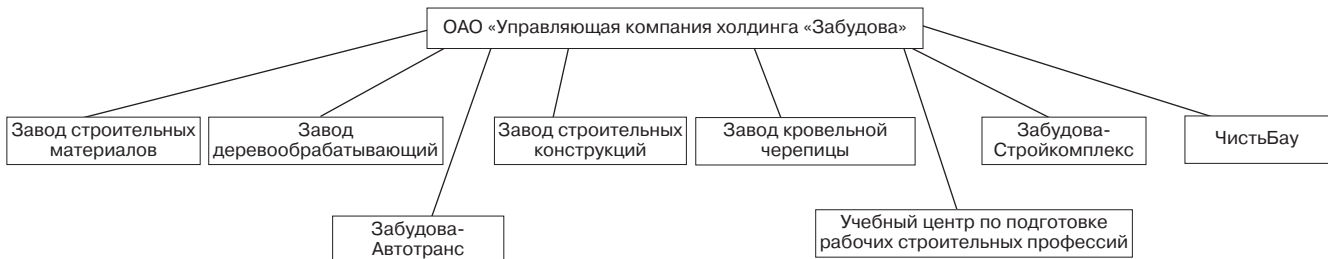 ОАО «Управляющая компания холдинга «Забудова»
Завод строительных
материалов
Завод
деревообрабатывающий
Завод строительных
конструкций
Завод кровельной
черепицы
Забудова-
Стройкомплекс
ЧистьБау
Забудова-
Автотранс
Учебный центр по подготовке
рабочих строительных профессий